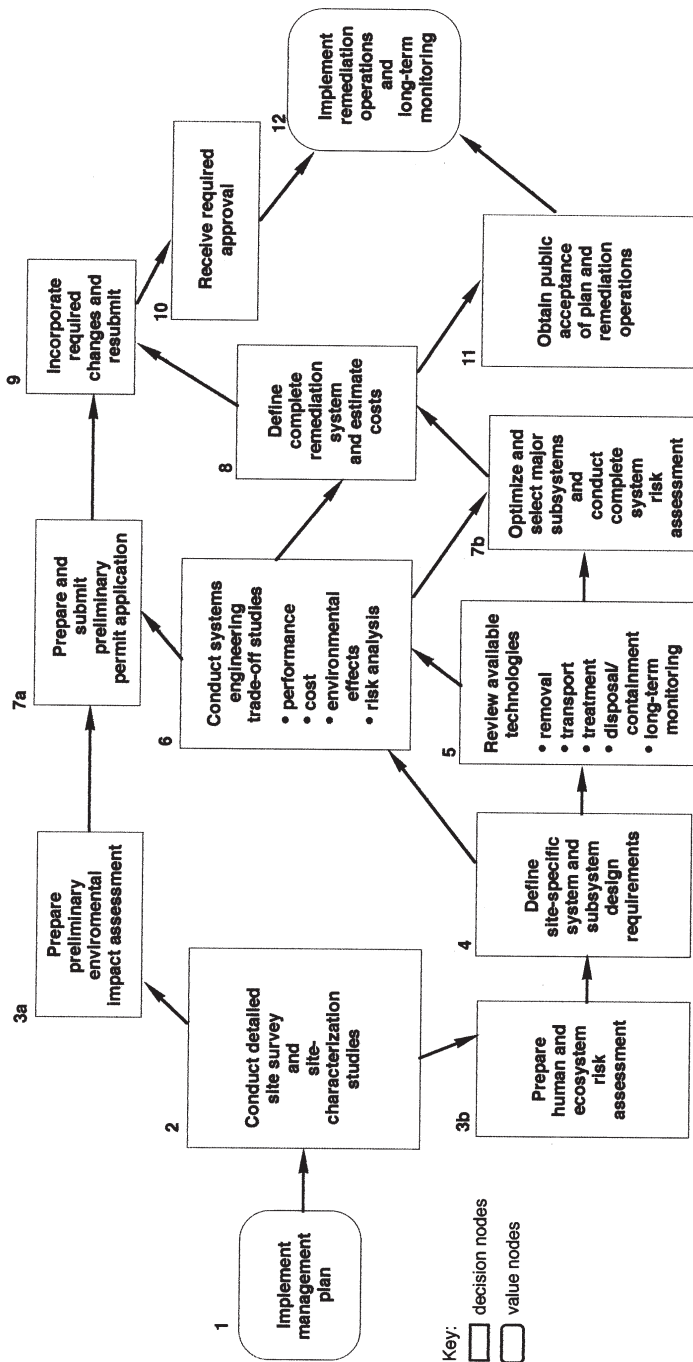 1
Implement
management
plan
2
Conduct detailed
site survey
and
site-
characterization
studies
3a
Prepare
preliminary
enviromental
impact assessment
3b
Prepare
human and
ecosystem
risk
assessment
4
Define
site-specific
system and
subsystem
design
requirements
5
Review available
technologies
• removal
• transport
• treatment
• disposal/
containment
• long-term
monitoring
6
Conduct systems
engineering
trade-off studies
• performance
• cost
• environmental
effects
• risk analysis
7a
Prepare and
submit
preliminary
permit application
7b
Optimize and
select major
subsystems
and
conduct
complete
system
risk
assessment
8
Define
complete
remediation
system
and estimate
costs
9
Incorporate
required
changes and
resubmit
10
Receive required
approval
11
Obtain public
acceptance
of plan and
remediation
operations
12
Implement
remediation
operations
and
long-term
monitoring
Key:
decision nodes
value nodes